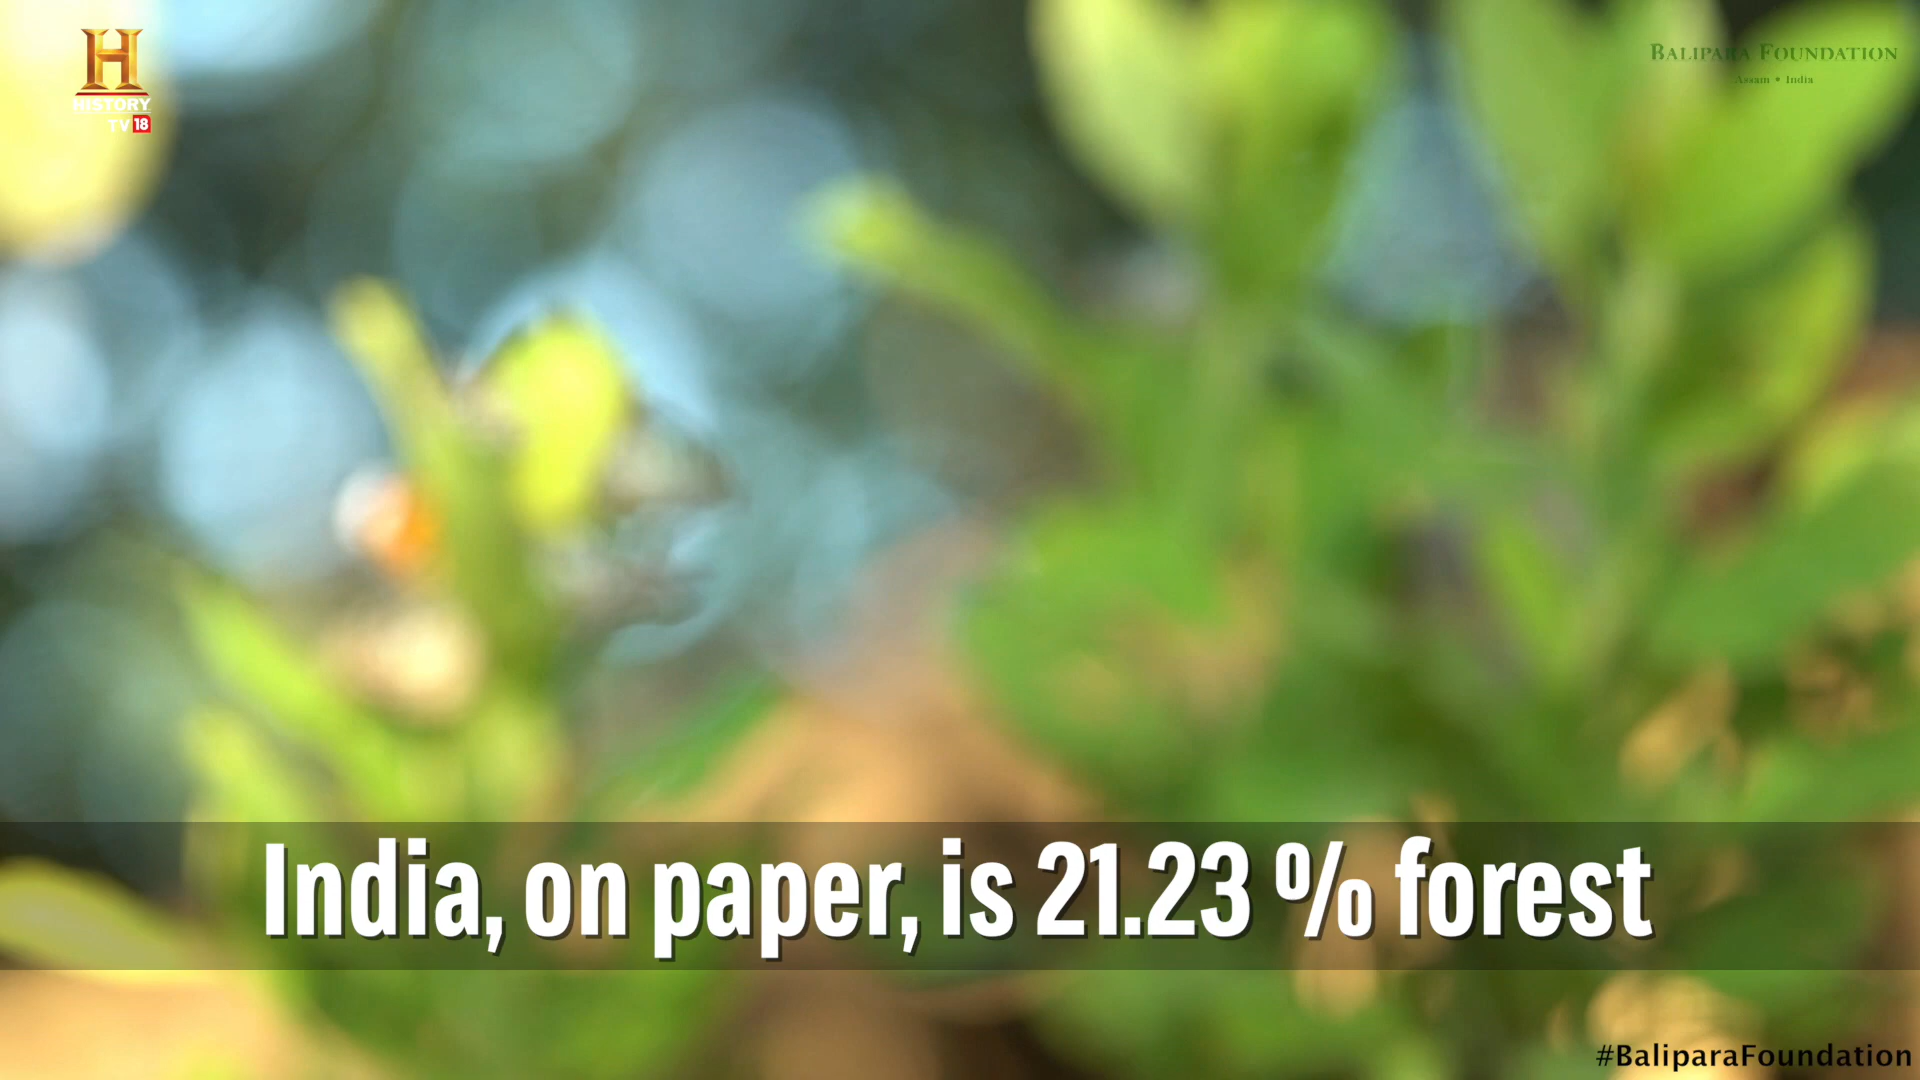 HISTORY
TV18
BALIPARA FOUNDATION
Assam • India
India, on paper, is 21.23 % forest
#BaliparaFoundation